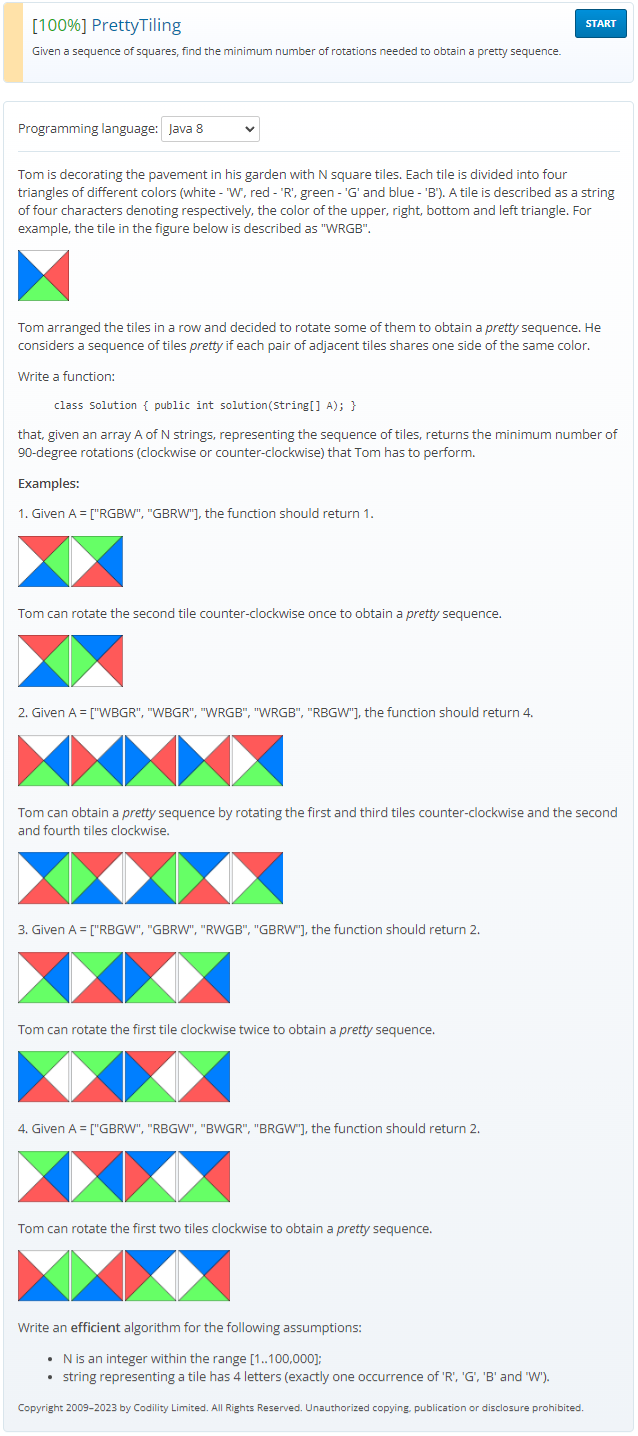 [100%] PrettyTiling
START
Given a sequence of squares, find the minimum number of rotations needed to obtain a pretty sequence.
Programming language: Java 8
Tom is decorating the pavement in his garden with N square tiles. Each tile is divided into four
triangles of different colors (white - 'W', red - 'R', green - 'G' and blue - 'B'). A tile is described as a string
of four characters denoting respectively, the color of the upper, right, bottom and left triangle. For
example, the tile in the figure below is described as "WRGB".
Tom arranged the tiles in a row and decided to rotate some of them to obtain a pretty sequence. He
considers a sequence of tiles pretty if each pair of adjacent tiles shares one side of the same color.
Write a function:
class Solution { public int solution(String[] A); }
that, given an array A of N strings, representing the sequence of tiles, returns the minimum number of
90-degree rotations (clockwise or counter-clockwise) that Tom has to perform.
Examples:
1. Given A = ["RGBW", "GBRW"], the function should return 1.
Tom can rotate the second tile counter-clockwise once to obtain a pretty sequence.
2. Given A = ["WBGR", "WBGR", "WRGB", "WRGB", "RBGW"], the function should return 4.
Tom can obtain a pretty sequence by rotating the first and third tiles counter-clockwise and the second
and fourth tiles clockwise.
3. Given A = ["RBGW", "GBRW", "RWGB", "GBRW"], the function should return 2.
Tom can rotate the first tile clockwise twice to obtain a pretty sequence.
4. Given A = ["GBRW", "RBGW", "BWGR", "BRGW"], the function should return 2.
Tom can rotate the first two tiles clockwise to obtain a pretty sequence.
Write an efficient algorithm for the following assumptions:
• N is an integer within the range [1..100,000];
• string representing a tile has 4 letters (exactly one occurrence of 'R', 'G', 'B' and 'W').
Copyright 2009–2023 by Codility Limited. All Rights Reserved. Unauthorized copying, publication or disclosure prohibited.